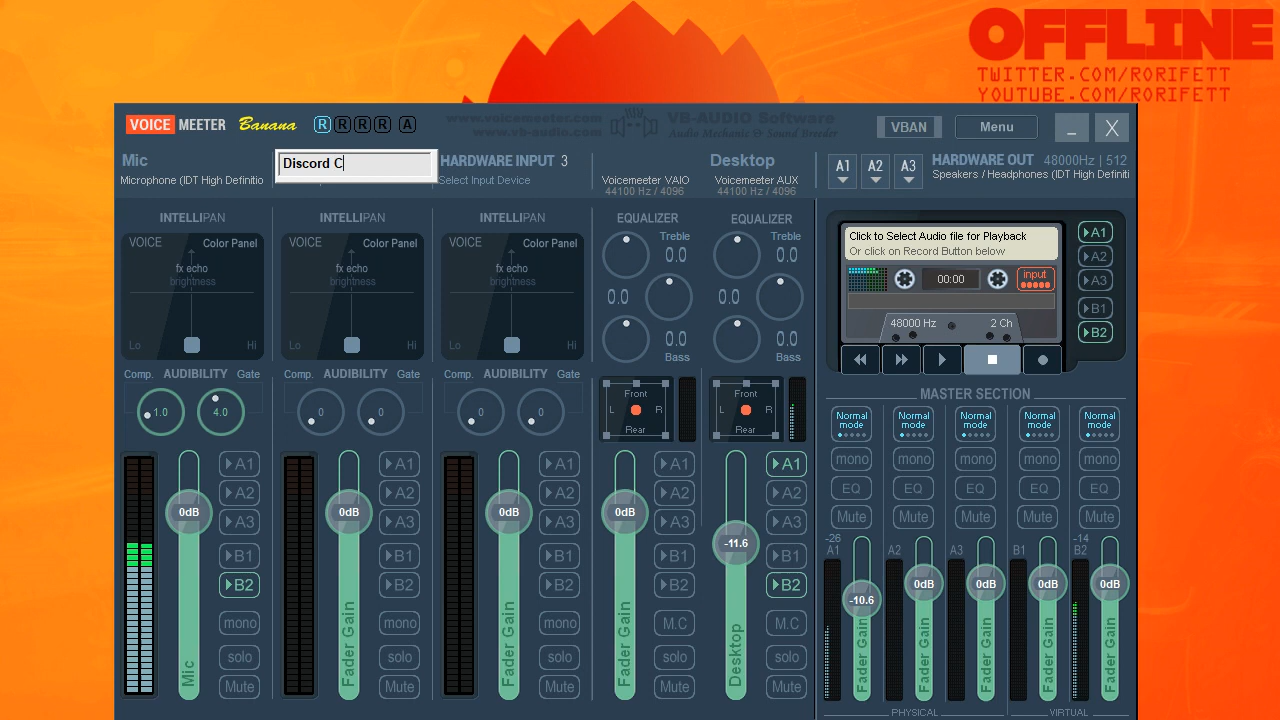 OFFLINE
TWITTER.COM/RORIFETT
YOUTUBE.COM/RORIFETT
VOICE MEETER Banana R R R R A
www.voicemeeter.com
www.vb-audio.com
VB-AUDIO Software
Audio Mechanic & Sound Breeder
VBAN Menu _ X
Mic Discord C HARDWARE INPUT 3 Desktop
Microphone (IDT High Definitio Select Input Device Voicemeeter VAIO Voicemeeter AUX
44100 Hz / 4096 44100 Hz / 4096
A1 A2 A3 HARDWARE OUT 48000Hz | 512
Speakers / Headphones (IDT High Definiti
INTELLIPAN INTELLIPAN INTELLIPAN EQUALIZER EQUALIZER
VOICE Color Panel VOICE Color Panel VOICE Color Panel Treble Treble
fx echo fx echo fx echo 0.0 0.0
brightness brightness brightness
0.0 0.0
0.0 0.0
Lo Hi Lo Hi Lo Hi Bass Bass
Click to Select Audio file for Playback
Or click on Record Button below
00:00 input
48000 Hz 2 Ch
A1
A2
A3
B1
B2
Comp. AUDIBILITY Gate Comp. AUDIBILITY Gate Comp. AUDIBILITY Gate
1.0 4.0 0 0 0 0
Front Front
L R L R
Rear Rear
MASTER SECTION
Normal mode Normal mode Normal mode Normal mode Normal mode
mono mono mono mono mono
EQ EQ EQ EQ EQ
Mute Mute Mute Mute Mute
A1 A1 A1 A1 A1
A2 A2 A2 A2 A2
0dB 0dB 0dB 0dB -11.6
A3 A3 A3 A3 A3
B1 B1 B1 B1 B1
B2 B2 B2 B2 B2
mono mono mono M.C M.C
solo solo solo solo solo
Mute Mute Mute Mute Mute
Mic Fader Gain Fader Gain Fader Gain Desktop
-26 -14
A1 A2 A3 B1 B2
-10.6 0dB 0dB 0dB 0dB
Fader Gain Fader Gain Fader Gain Fader Gain Fader Gain
PHYSICAL VIRTUAL